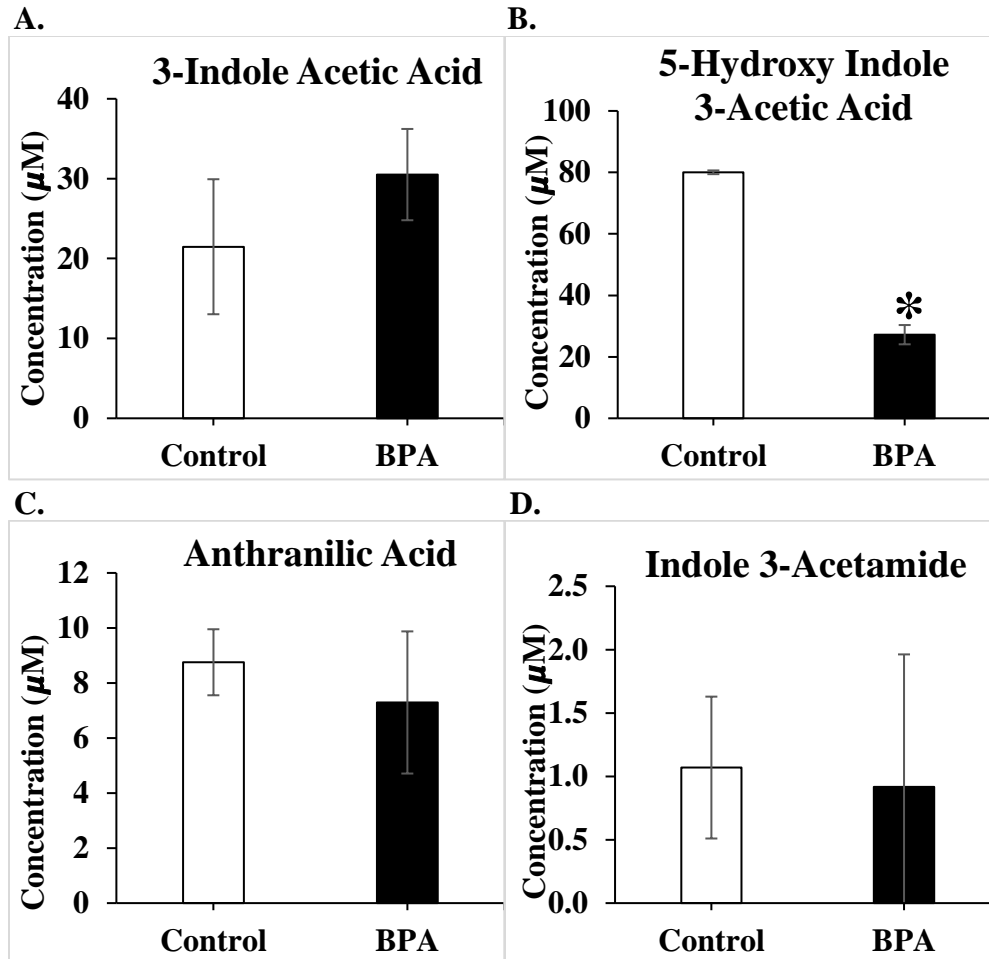 A.
3-Indole Acetic Acid
Concentration (µM)
40
30
20
10
0
Control BPA
B.
5-Hydroxy Indole
3-Acetic Acid
Concentration (µM)
100
80
60
40
20
0
*
Control BPA
C.
Anthranilic Acid
Concentration (µM)
12
10
8
6
4
2
0
Control BPA
D.
Indole 3-Acetamide
Concentration (µM)
2.5
2.0
1.5
1.0
0.5
0.0
Control BPA